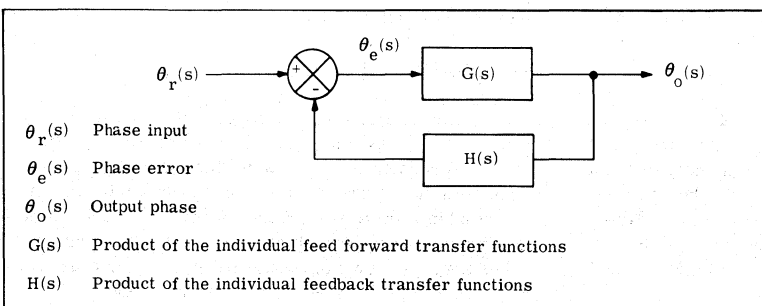 θe(s)
θr(s) + - G(s) θo(s)
H(s)
θr(s) Phase input
θe(s) Phase error
θo(s) Output phase
G(s) Product of the individual feed forward transfer functions
H(s) Product of the individual feedback transfer functions